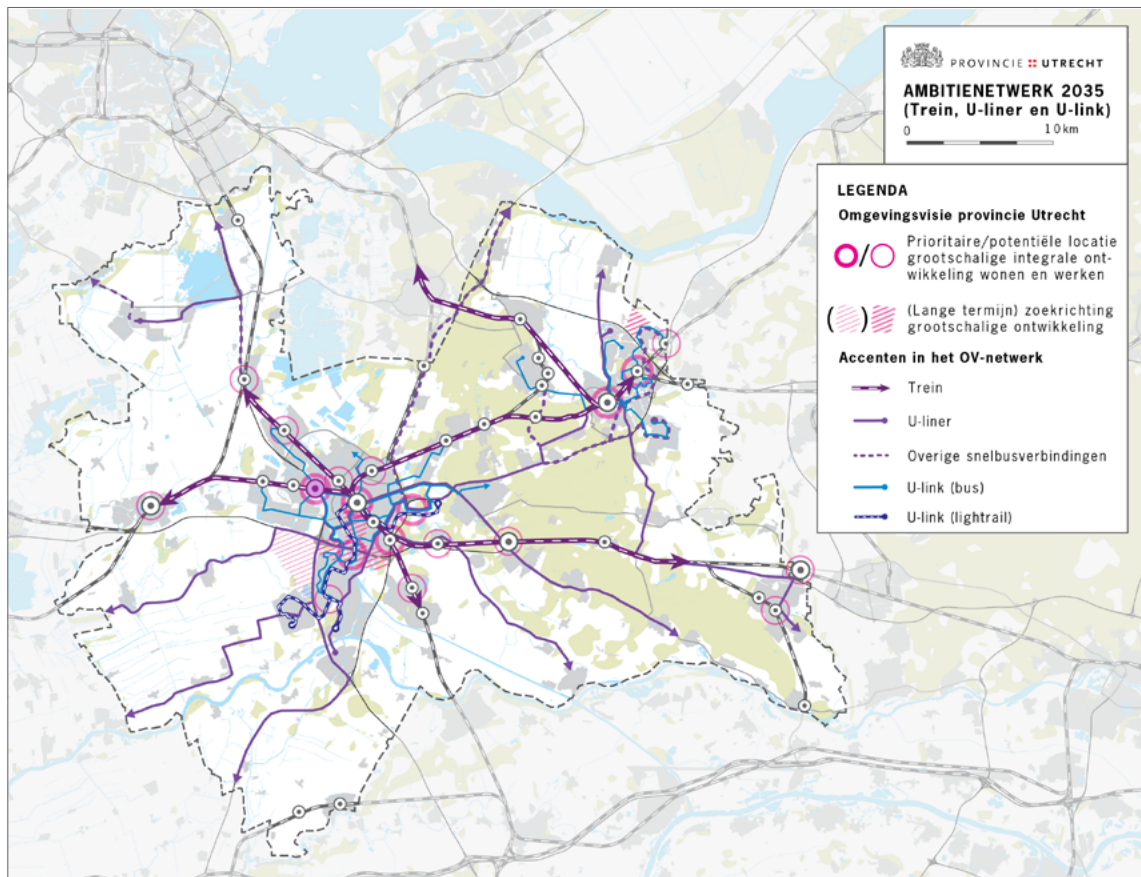 PROVINCIE UTRECHT
AMBITIENETWERK 2035
(Trein, U-liner en U-link)
0 10km
LEGENDA
Omgevingsvisie provincie Utrecht
Prioritaire/potentiële locatie
grootschalige integrale ont-
wikkeling wonen en werken
(Lange termijn) zoekrichting
grootschalige ontwikkeling
Accenten in het OV-netwerk
Trein
U-liner
Overige snelbusverbindingen
U-link (bus)
U-link (lightrail)